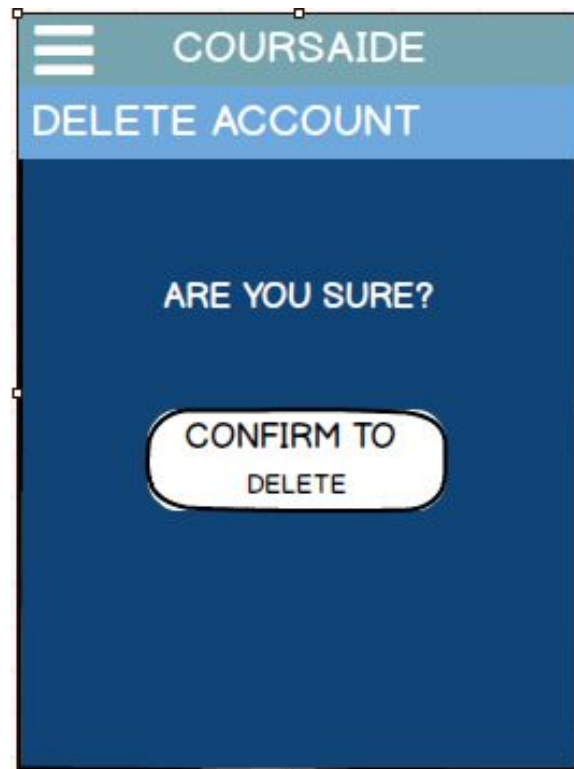 COURSAIDE
DELETE ACCOUNT
ARE YOU SURE?
CONFIRM TO
DELETE